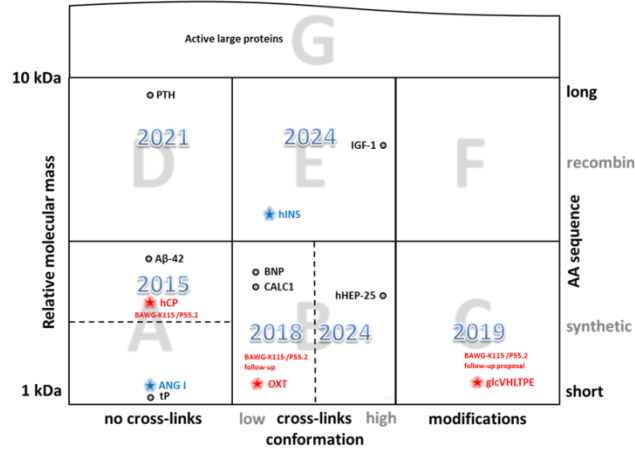 G
Active large proteins
10 kDa
long
PTH
2021
2024
IGF-1
D
E
F
recombin
hINS
Relative molecular mass
AA sequence
Aβ-42
2015
hCP
BAWG-K115 /P55.2
BNP
CALC1
hHEP-25
A
B
C
synthetic
2018
2024
2019
BAWG-K115 /P55.2
follow-up
BAWG-K115 /P55.2
follow-up proposal
ANG I
OXT
glcVHLTPE
tP
1 kDa
short
no cross-links
low
cross-links
high
modifications
conformation